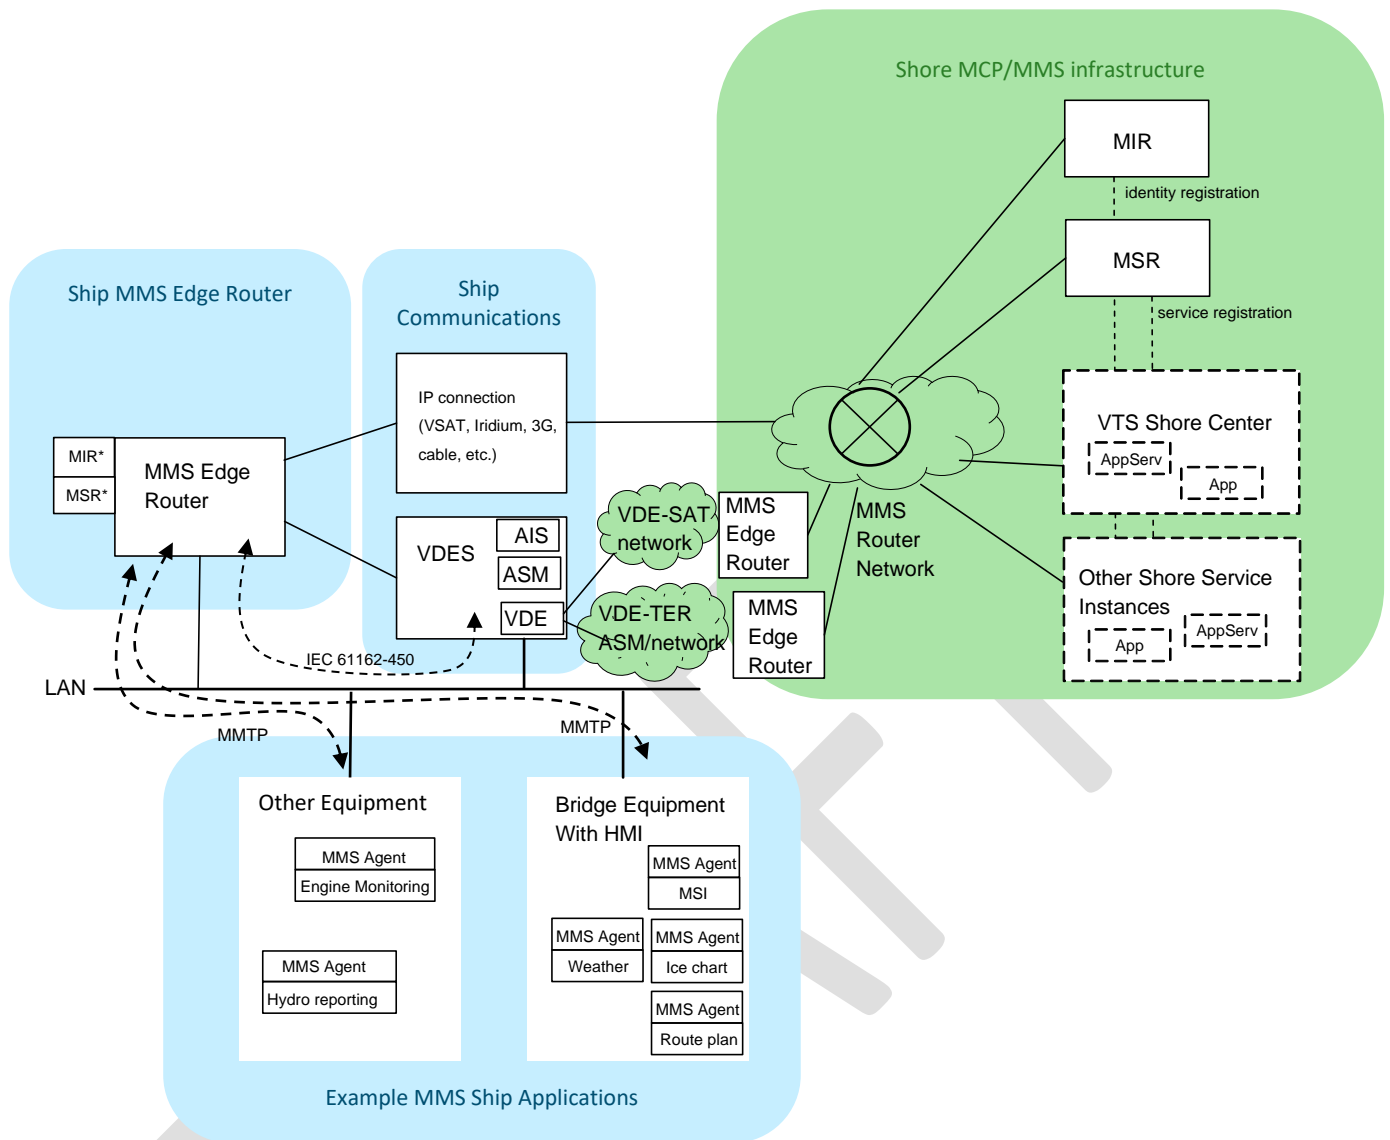 Shore MCP/MMS infrastructure
MIR
identity registration
MSR
service registration
Ship MMS Edge Router
Ship
Communications
IP connection
(VSAT, Iridium, 3G,
cable, etc.)
MIR*
MSR*
MMS Edge
Router
VTS Shore Center
AppServ
App
VDES
AIS
ASM
VDE
VDE-SAT
network
VDE-TER
ASM/network
MMS
Edge
Router
MMS
Edge
Router
MMS
Router
Network
Other Shore Service
Instances
App
AppServ
IEC 61162-450
LAN
MMTP
MMTP
Other Equipment
MMS Agent
Engine Monitoring
MMS Agent
Hydro reporting
Bridge Equipment
With HMI
MMS Agent
MSI
MMS Agent
Weather
MMS Agent
Ice chart
MMS Agent
Route plan
Example MMS Ship Applications